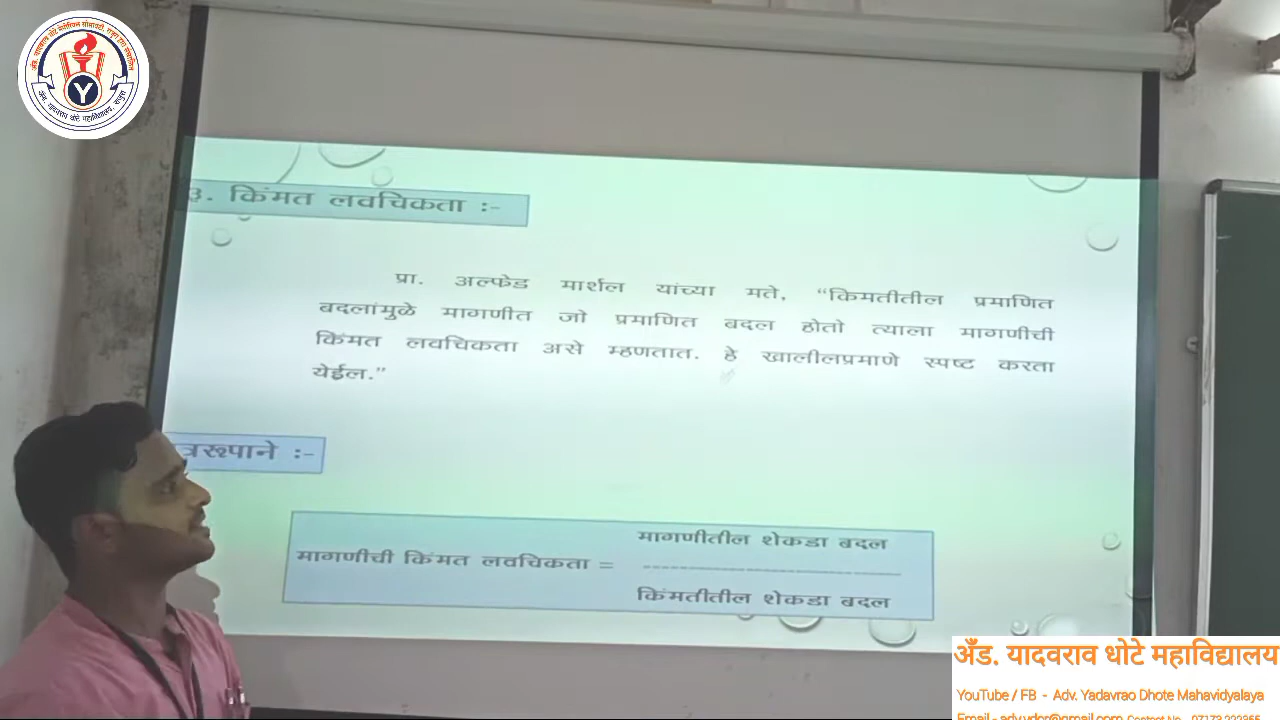 ३. किंमत लवचिकता :-
प्रा. अल्फेड मार्शल यांच्या मते, “किमतीतील प्रमाणित
बदलांमुळे मागणीत जो प्रमाणित बदल होतो त्याला मागणीची
किंमत लवचिकता असे म्हणतात. हे खालीलप्रमाणे स्पष्ट करता
येईल.”
त्ररूपाने :-
मागणीतील शेकडा बदल
मागणीची किंमत लवचिकता = ------------------------------
किंमतीतील शेकडा बदल
Y
अँड. यादवराव धोटे महाविद्यालय
YouTube / FB - Adv. Yadavrao Dhote Mahavidyalaya